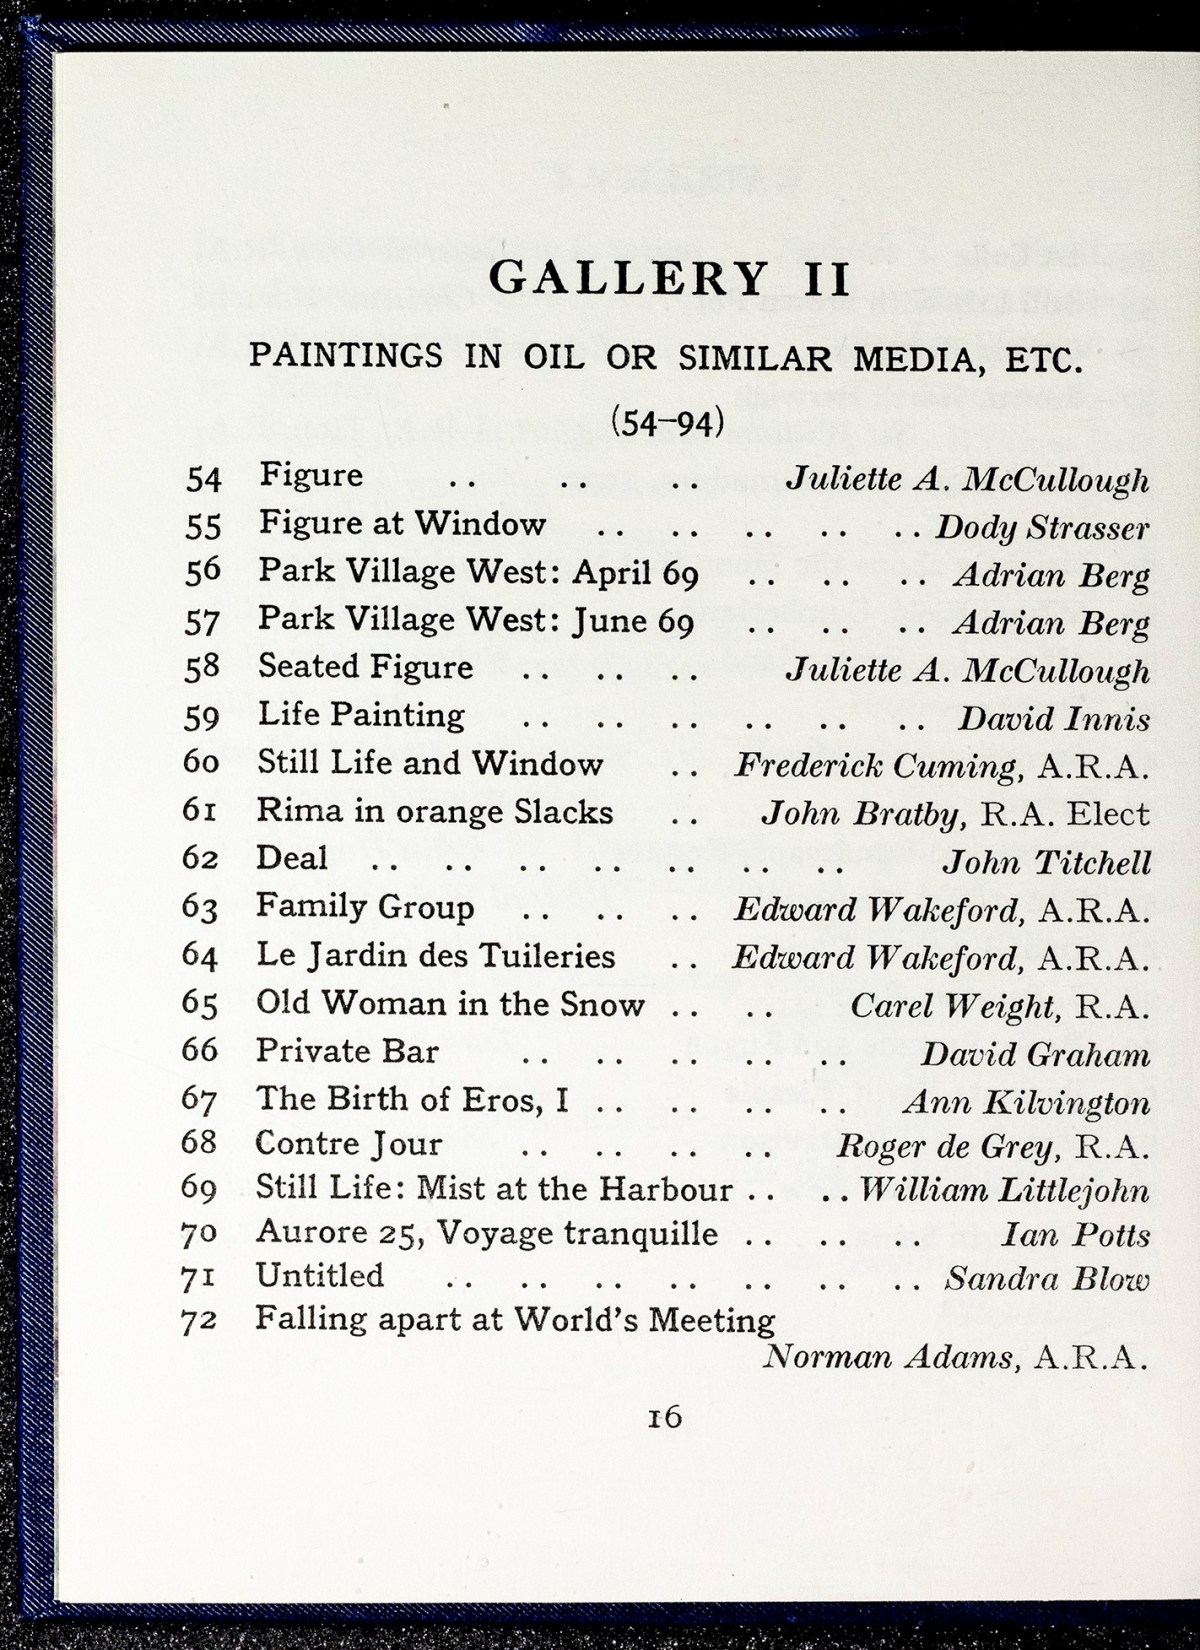 GALLERY II
PAINTINGS IN OIL OR SIMILAR MEDIA, ETC.
(54–94)
54 Figure .. .. .. Juliette A. McCullough
55 Figure at Window .. .. .. .. .. Dody Strasser
56 Park Village West: April 69 .. .. .. Adrian Berg
57 Park Village West: June 69 .. .. .. Adrian Berg
58 Seated Figure .. .. .. Juliette A. McCullough
59 Life Painting .. .. .. .. .. .. David Innis
60 Still Life and Window .. Frederick Cuming, A.R.A.
61 Rima in orange Slacks .. John Bratby, R.A. Elect
62 Deal .. .. .. .. .. .. .. John Titchell
63 Family Group .. .. .. Edward Wakeford, A.R.A.
64 Le Jardin des Tuileries .. Edward Wakeford, A.R.A.
65 Old Woman in the Snow .. .. Carel Weight, R.A.
66 Private Bar .. .. .. .. .. David Graham
67 The Birth of Eros, I .. .. .. .. Ann Kilvington
68 Contre Jour .. .. .. .. Roger de Grey, R.A.
69 Still Life: Mist at the Harbour .. .. William Littlejohn
70 Aurore 25, Voyage tranquille .. .. .. Ian Potts
71 Untitled .. .. .. .. .. .. .. Sandra Blow
72 Falling apart at World's Meeting
Norman Adams, A.R.A.
16